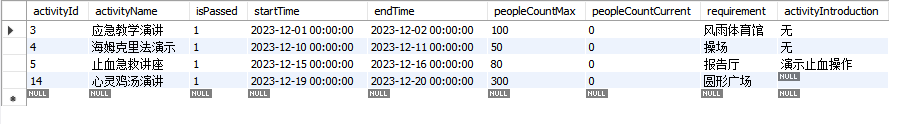 activityId activityName isPassed startTime endTime peopleCountMax peopleCountCurrent requirement activityIntroduction
3 应急教学演讲 1 2023-12-01 00:00:00 2023-12-02 00:00:00 100 0 风雨体育馆 无
4 海姆克里法演示 1 2023-12-10 00:00:00 2023-12-11 00:00:00 50 0 操场 无
5 止血急救讲座 1 2023-12-15 00:00:00 2023-12-16 00:00:00 80 0 报告厅 演示止血操作
14 心灵鸡汤演讲 1 2023-12-19 00:00:00 2023-12-20 00:00:00 300 0 圆形广场 NULL
NULL NULL NULL NULL NULL NULL NULL NULL NULL